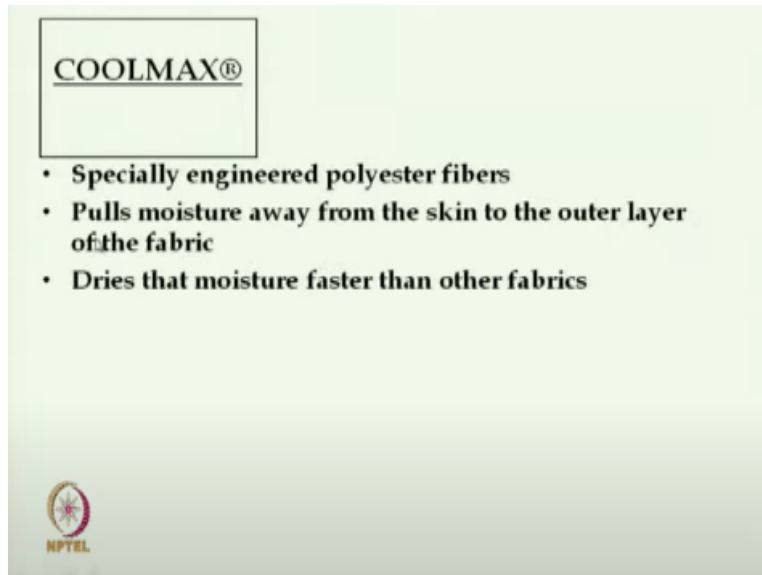 COOLMAX®
• Specially engineered polyester fibers
• Pulls moisture away from the skin to the outer layer
of the fabric
• Dries that moisture faster than other fabrics
NPTEL